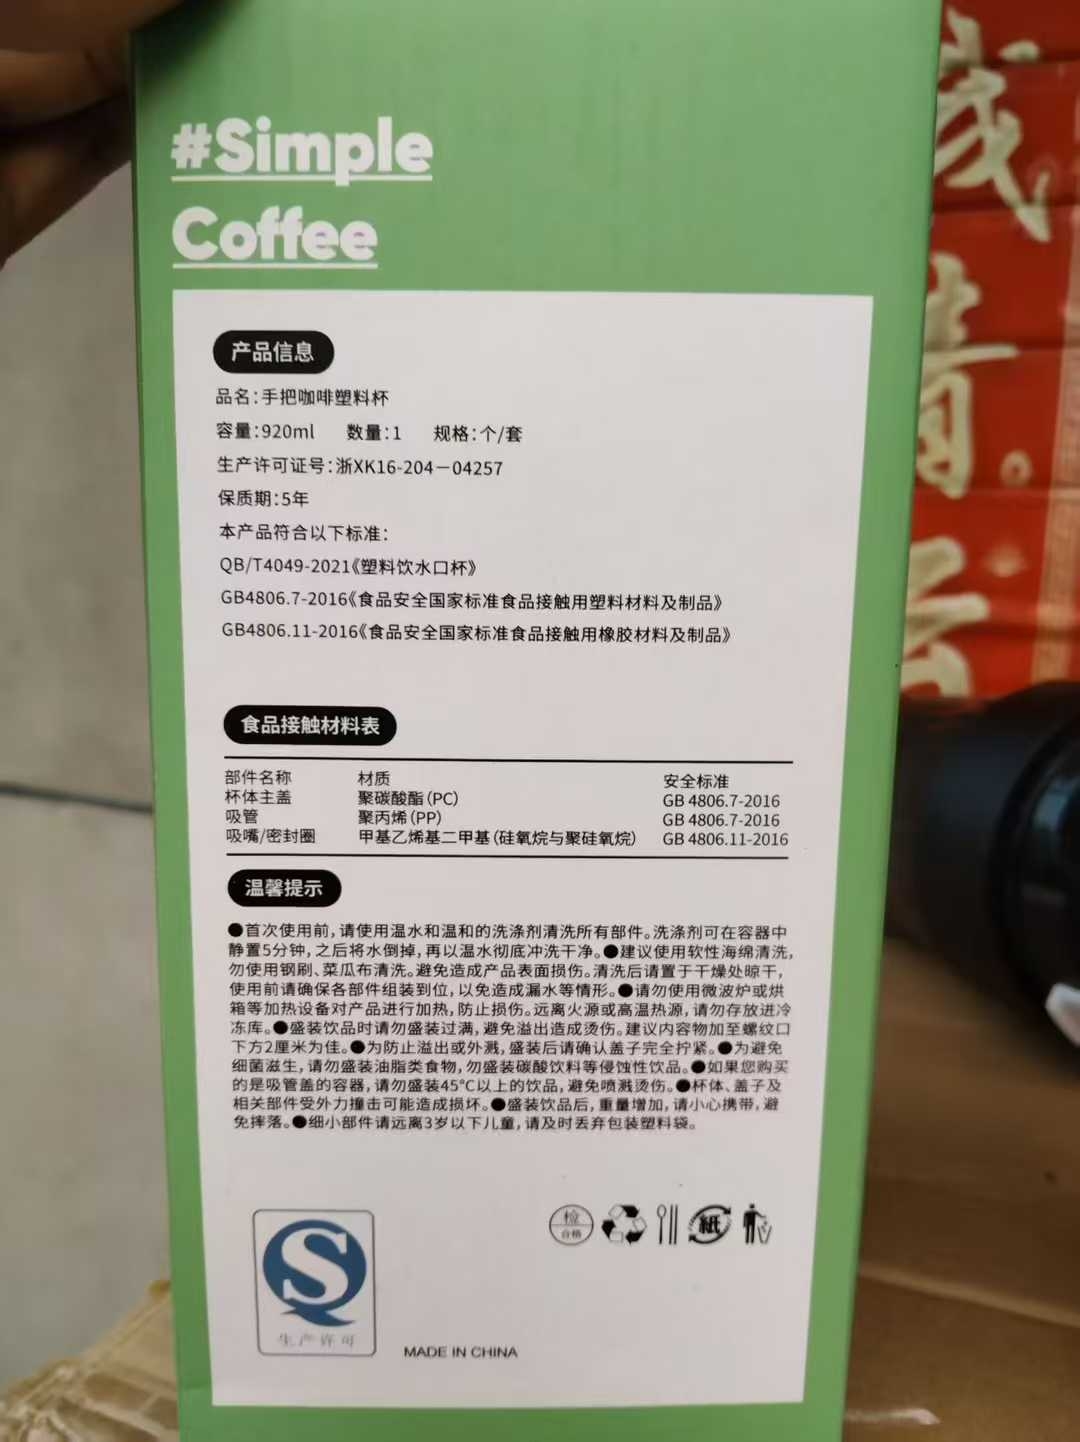 #Simple
Coffee
产品信息
品名:手把咖啡塑料杯
容量:920ml 数量:1 规格:个/套
生产许可证号:浙XK16-204－04257
保质期:5年
本产品符合以下标准:
QB/T4049-2021《塑料饮水口杯》
GB4806.7-2016《食品安全国家标准食品接触用塑料材料及制品》
GB4806.11-2016《食品安全国家标准食品接触用橡胶材料及制品》
食品接触材料表
部件名称 材质 安全标准
杯体主盖 聚碳酸酯(PC) GB 4806.7-2016
吸管 聚丙烯(PP) GB 4806.7-2016
吸嘴/密封圈 甲基乙烯基二甲基(硅氧烷与聚硅氧烷) GB 4806.11-2016
温馨提示
●首次使用前,请使用温水和温和的洗涤剂清洗所有部件。洗涤剂可在容器中
静置5分钟,之后将水倒掉,再以温水彻底冲洗干净。●建议使用软性海绵清洗,
勿使用钢刷、菜瓜布清洗。避免造成产品表面损伤。清洗后请置于干燥处晾干,
使用前请确保各部件组装到位,以免造成漏水等情形。●请勿使用微波炉或烘
箱等加热设备对产品进行加热,防止损伤。远离火源或高温热源,请勿存放进冷
冻库。●盛装饮品时请勿盛装过满,避免溢出造成烫伤。建议内容物加至螺纹口
下方2厘米为佳。●为防止溢出或外溅,盛装后请确认盖子完全拧紧。●为避免
细菌滋生,请勿盛装油脂类食物,勿盛装碳酸饮料等侵蚀性饮品。●如果您购买
的是吸管盖的容器,请勿盛装45℃以上的饮品,避免喷溅烫伤。●杯体、盖子及
相关部件受外力撞击可能造成损坏。●盛装饮品后,重量增加,请小心携带,避
免摔落。●细小部件请远离3岁以下儿童,请及时丢弃包装塑料袋。
检
合格
紙
生产许可
MADE IN CHINA